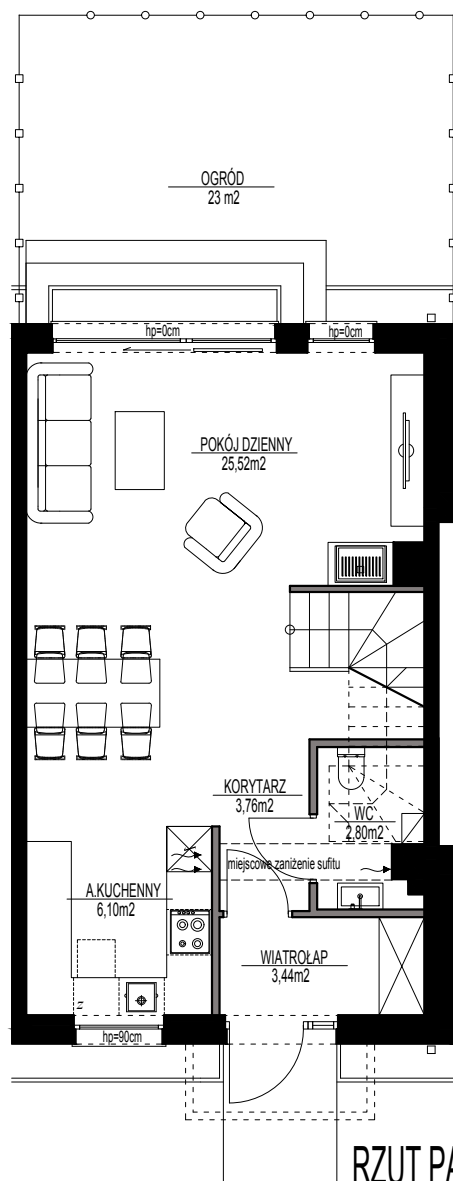 OGRÓD
23 m2
hp=0cm hp=0cm
POKÓJ DZIENNY
25,52m2
KORYTARZ
3,76m2
WC
2,80m2
miejscowe zaniżenie sufitu
A.KUCHENNY
6,10m2
WIATROŁAP
3,44m2
z
hp=90cm
RZUT PA